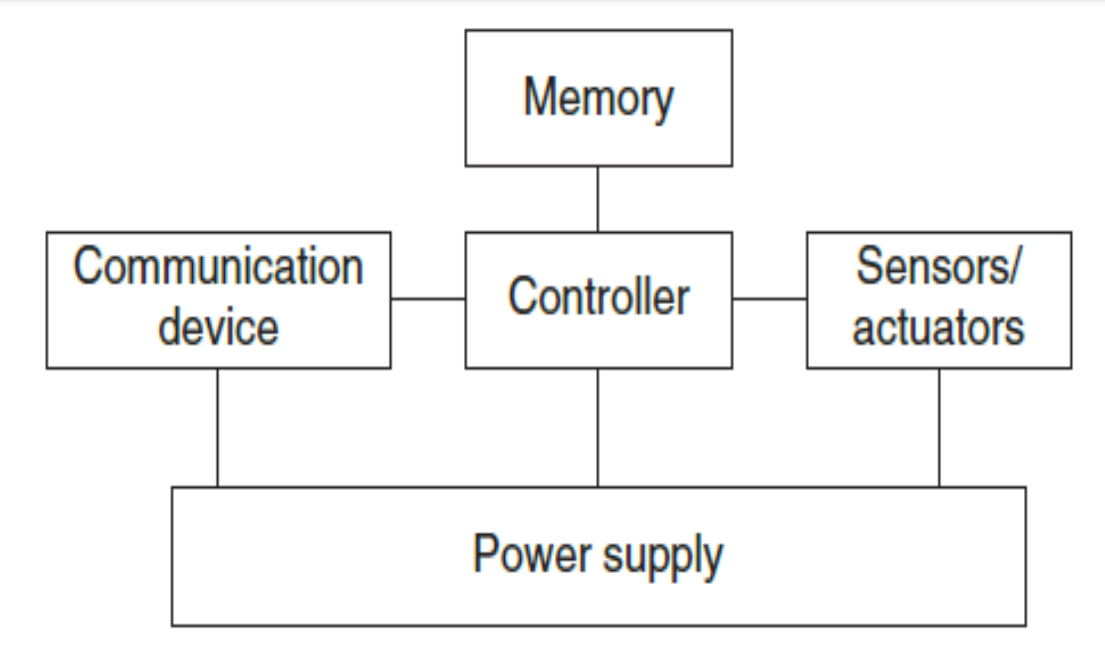 Memory
Communication
device
Controller
Sensors/
actuators
Power supply